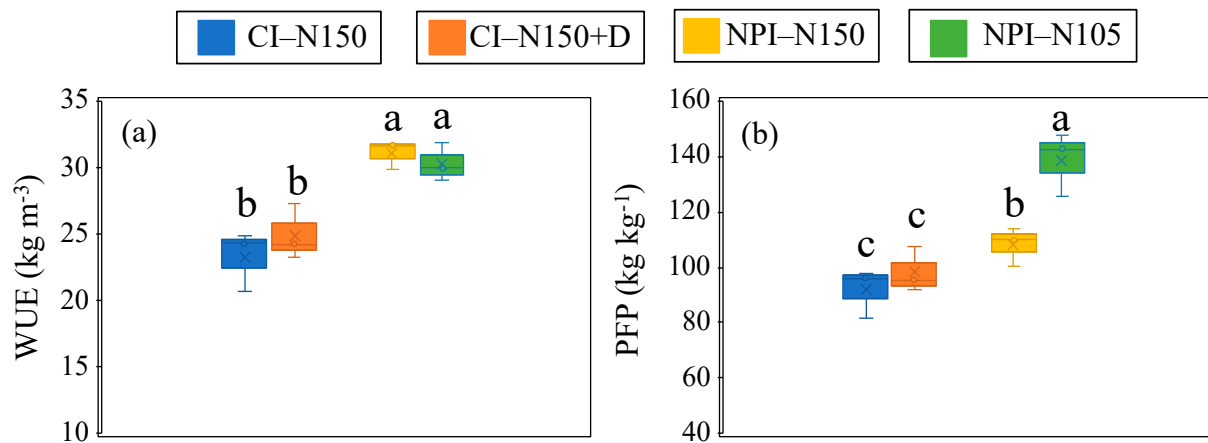 CI–N150 CI–N150+D NPI–N150 NPI–N105
(a)
WUE (kg m⁻³)
35
30
25
20
15
10
b b a a
(b)
PFP (kg kg⁻¹)
160
140
120
100
80
60
40
c c b a